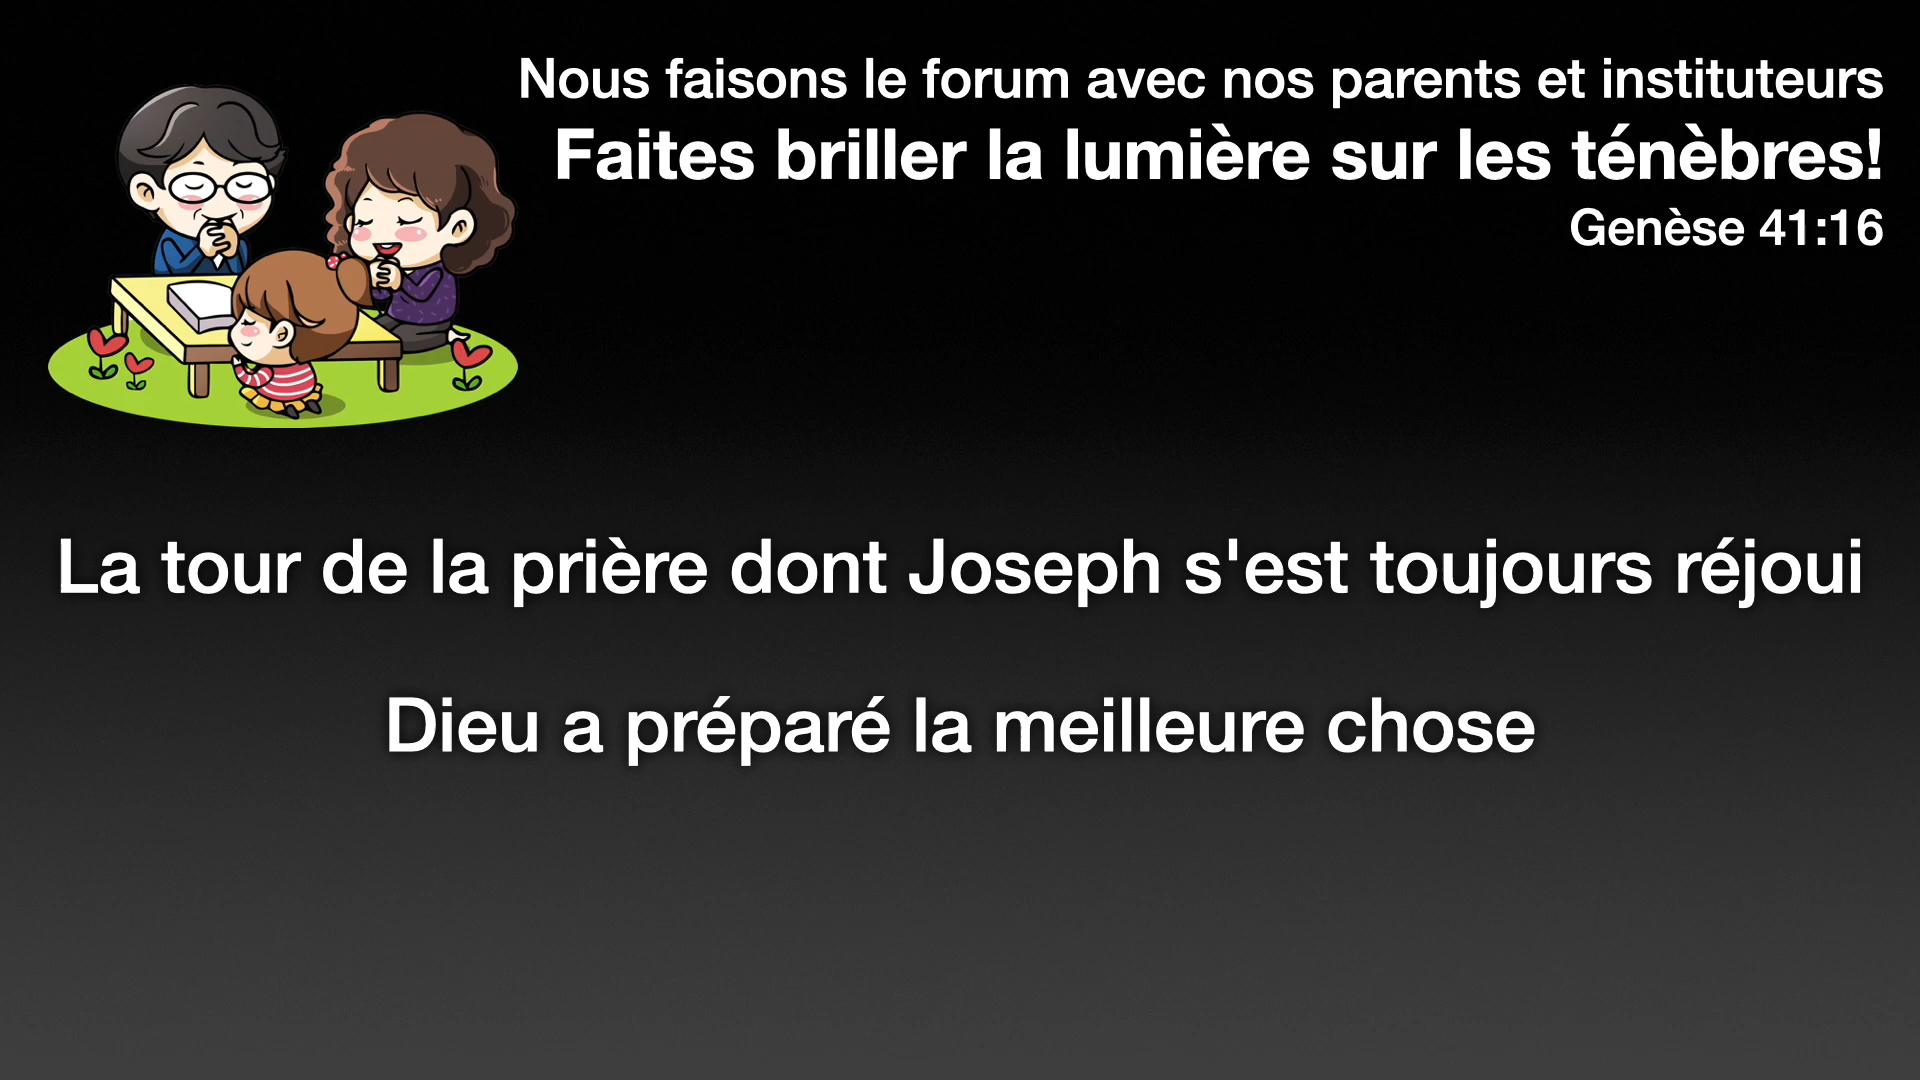 Nous faisons le forum avec nos parents et instituteurs
Faites briller la lumière sur les ténèbres!
Genèse 41:16
La tour de la prière dont Joseph s'est toujours réjoui
Dieu a préparé la meilleure chose